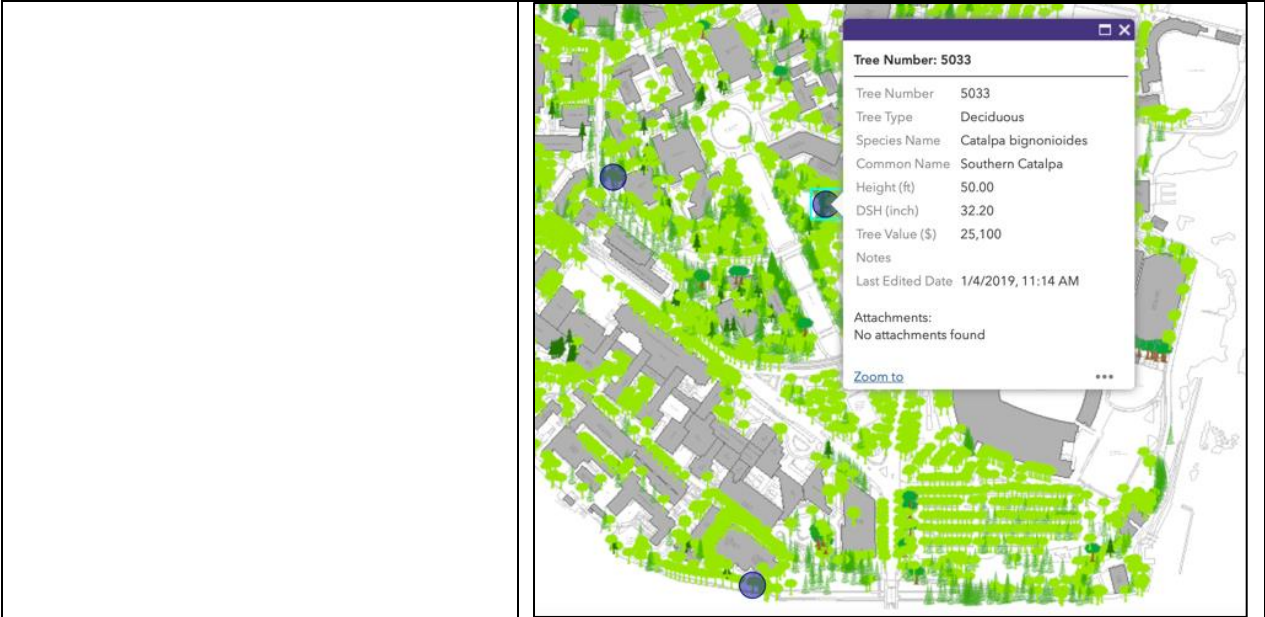 Tree Number: 5033
Tree Number 5033
Tree Type Deciduous
Species Name Catalpa bignonioides
Common Name Southern Catalpa
Height (ft) 50.00
DSH (inch) 32.20
Tree Value ($) 25,100
Notes
Last Edited Date 1/4/2019, 11:14 AM
Attachments:
No attachments found
Zoom to